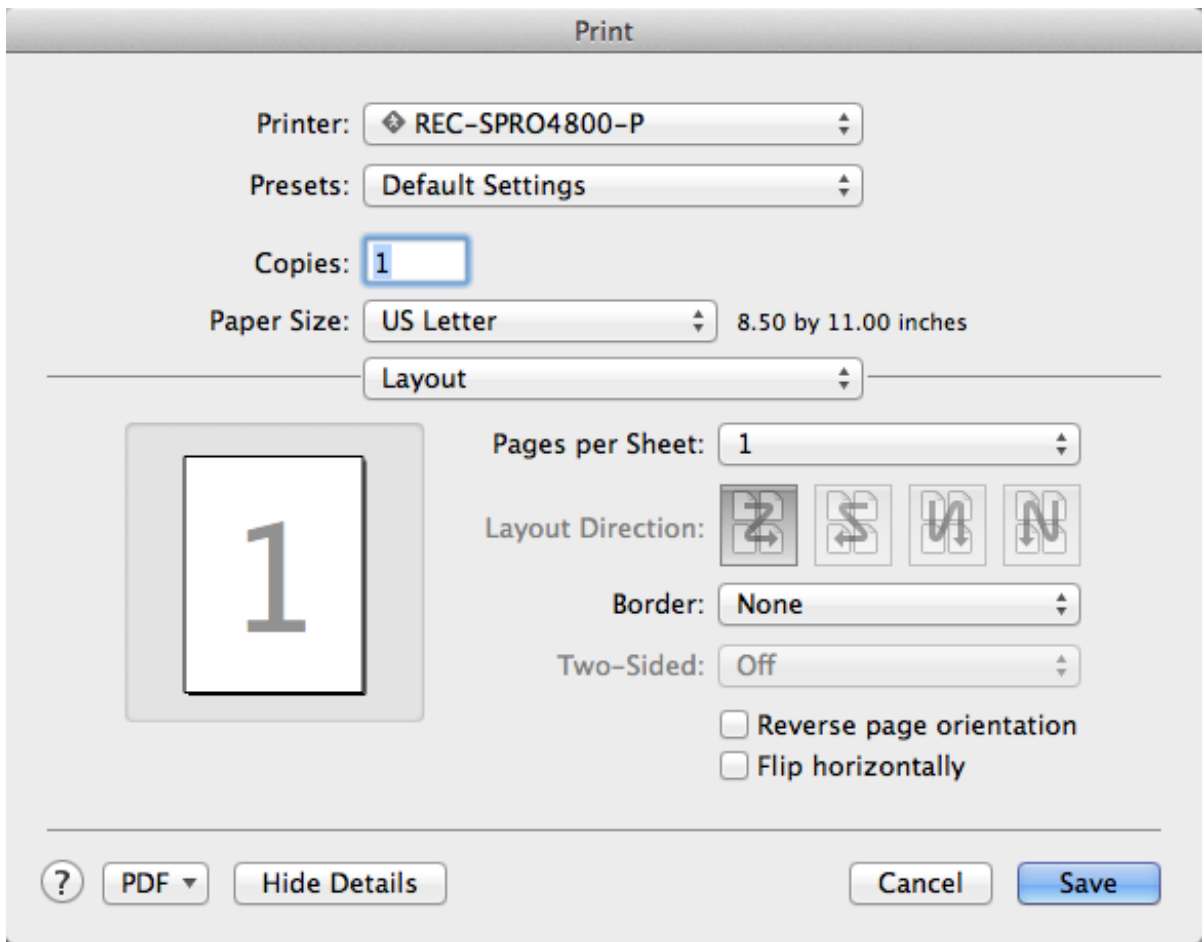 Print
Printer: REC-SPRO4800-P
Presets: Default Settings
Copies: 1
Paper Size: US Letter 8.50 by 11.00 inches
Layout
Pages per Sheet: 1
1
Layout Direction:
Border: None
Two-Sided: Off
Reverse page orientation
Flip horizontally
? PDF Hide Details Cancel Save